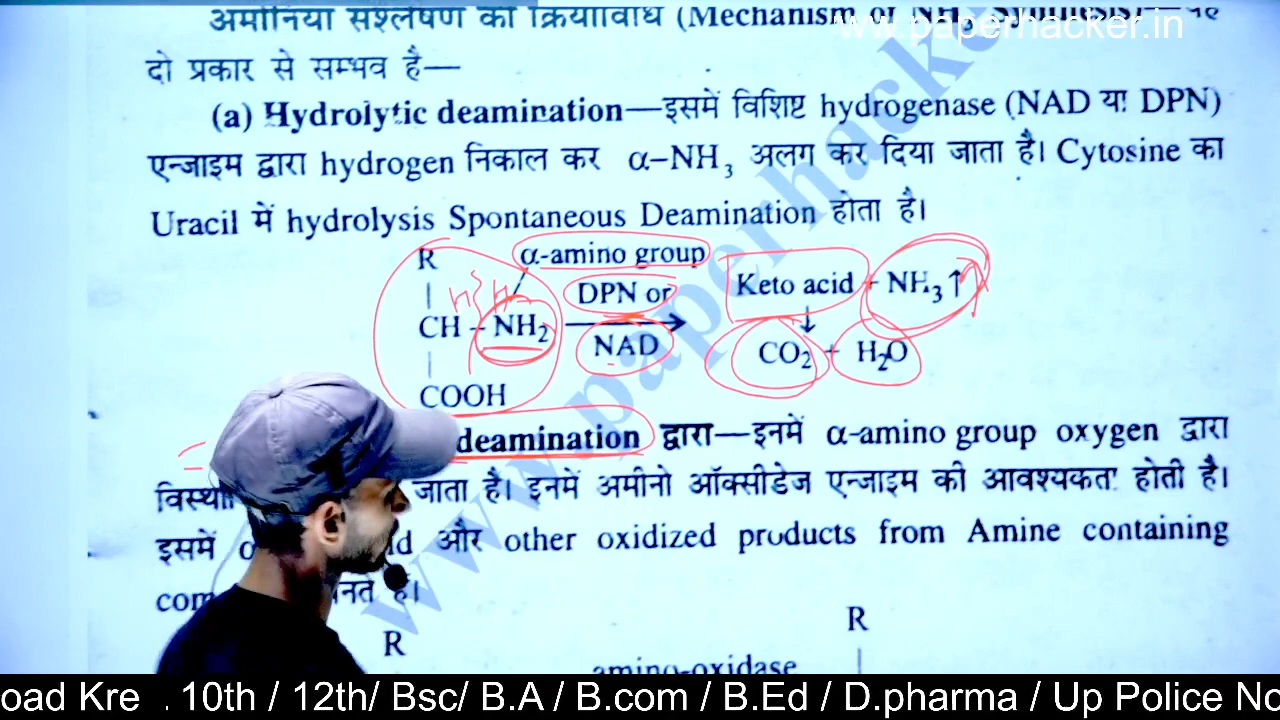 अमोनिया संश्लेषण की क्रियाविधि (Mechanism of NH3 Synthesis)—यह
www.paperhacker.in
दो प्रकार से सम्भव है—
(a) Hydrolytic deamination—इसमें विशिष्ट hydrogenase (NAD या DPN)
एन्जाइम द्वारा hydrogen निकाल कर α–NH3 अलग कर दिया जाता है। Cytosine का
Uracil में hydrolysis Spontaneous Deamination होता है।
R α-amino group
DPN or Keto acid + NH3↑
CH – NH2
NAD CO2 + H2O
COOH
deamination द्वारा—इनमें α-amino group oxygen द्वारा
जाता है। इनमें अमीनो ऑक्सीडेज एन्जाइम की आवश्यकता होती है।
इसमें और other oxidized products from Amine containing
हैं।
R R
amino-oxidase
www.paperhacke
oad Kre . 10th / 12th/ Bsc/ B.A / B.com / B.Ed / D.pharma / Up Police No